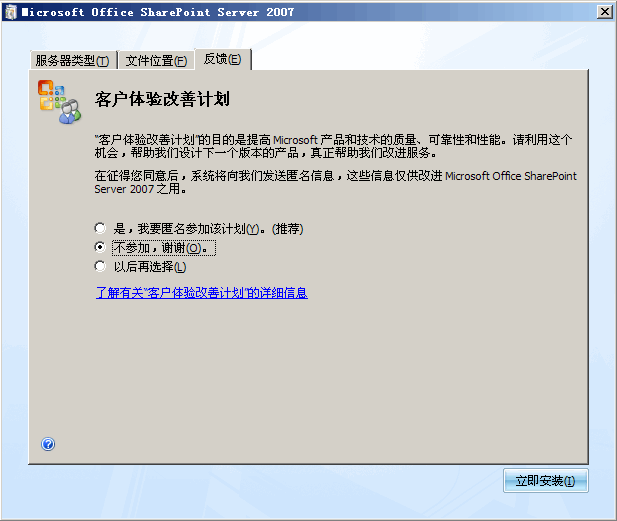 Microsoft Office SharePoint Server 2007
服务器类型(T) 文件位置(F) 反馈(E)
客户体验改善计划
“客户体验改善计划”的目的是提高 Microsoft 产品和技术的质量、可靠性和性能。请利用这个
机会，帮助我们设计下一个版本的产品，真正帮助我们改进服务。
在征得您同意后，系统将向我们发送匿名信息，这些信息仅供改进 Microsoft Office SharePoint
Server 2007 之用。
是，我要匿名参加该计划(Y)。(推荐)
不参加，谢谢(O)。
以后再选择(L)
了解有关“客户体验改善计划”的详细信息
立即安装(I)